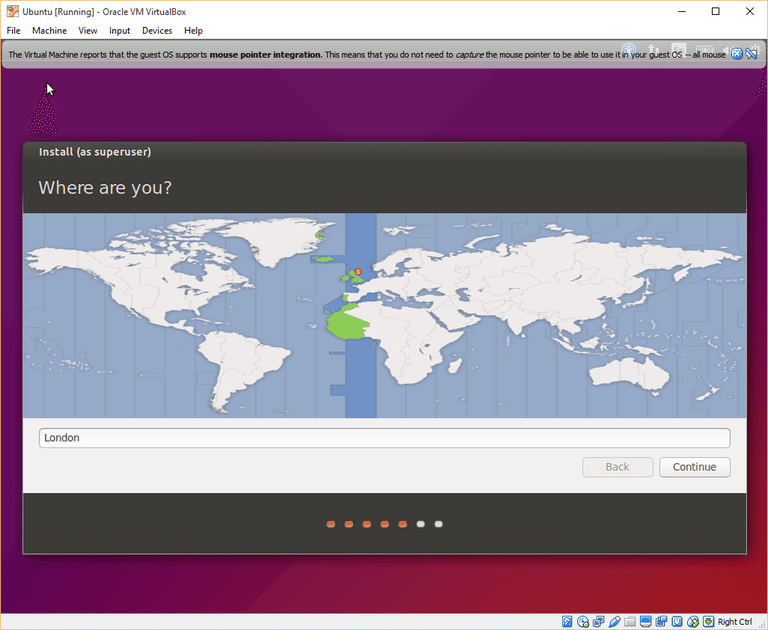 Ubuntu [Running] - Oracle VM VirtualBox
File Machine View Input Devices Help
The Virtual Machine reports that the guest OS supports mouse pointer integration. This means that you do not need to capture the mouse pointer to be able to use it in your guest OS -- all mouse
Install (as superuser)
Where are you?
London
Back Continue
Right Ctrl